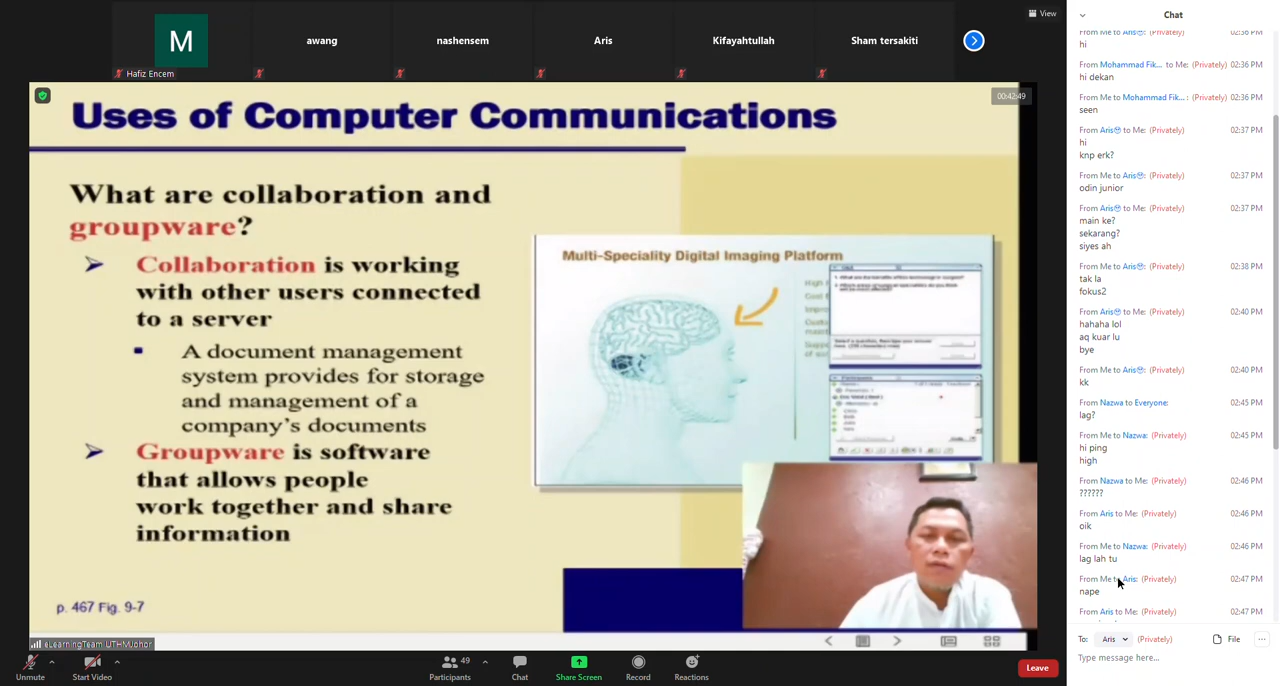 View
Chat
M
awang
nashensem
Aris
Kifayahtullah
Sham tersakiti
Hafiz Encem
00:42:49
Uses of Computer Communications
What are collaboration and
groupware?
Collaboration is working
with other users connected
to a server
A document management
system provides for storage
and management of a
company's documents
Groupware is software
that allows people
work together and share
information
p. 467 Fig. 9-7
Multi-Speciality Digital Imaging Platform
eLearningTeam UTHMJohor
Unmute
Start Video
49
Participants
Chat
Share Screen
Record
Reactions
Leave
From Me to Aris🥺: (Privately) 02:36 PM
hi
From Mohammad Fik... to Me: (Privately) 02:36 PM
hi dekan
From Me to Mohammad Fik... : (Privately) 02:36 PM
seen
From Aris🥺 to Me: (Privately) 02:37 PM
hi
knp erk?
From Me to Aris🥺: (Privately) 02:37 PM
odin junior
From Aris🥺 to Me: (Privately) 02:37 PM
main ke?
sekarang?
siyes ah
From Me to Aris🥺: (Privately) 02:38 PM
tak la
fokus2
From Aris🥺 to Me: (Privately) 02:40 PM
hahaha lol
aq kuar lu
bye
From Me to Aris🥺: (Privately) 02:40 PM
kk
From Nazwa to Everyone: 02:45 PM
lag?
From Me to Nazwa: (Privately) 02:45 PM
hi ping
high
From Nazwa to Me: (Privately) 02:46 PM
??????
From Aris to Me: (Privately) 02:46 PM
oik
From Me to Nazwa: (Privately) 02:46 PM
lag lah tu
From Me to Aris: (Privately) 02:47 PM
nape
From Aris to Me: (Privately) 02:47 PM
To: Aris (Privately) File ...
Type message here...